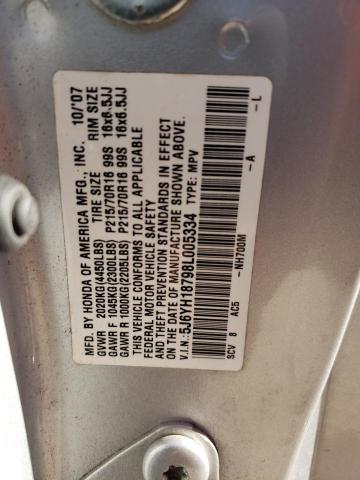 MFD. BY HONDA OF AMERICA MFG., INC. 10/'07
TIRE SIZE RIM SIZE
GVWR 2020KG(4450LBS)
GAWR F 1045KG(2300LBS) P215/70R16 99S 16x6.5JJ
GAWR R 1000KG(2205LBS) P215/70R16 99S 16x6.5JJ
THIS VEHICLE CONFORMS TO ALL APPLICABLE
FEDERAL MOTOR VEHICLE SAFETY
AND THEFT PREVENTION STANDARDS IN EFFECT
ON THE DATE OF MANUFACTURE SHOWN ABOVE.
V.I.N:5J6YH18798L005334 TYPE: MPV
SCV 8 AC5 -NH700M -A -L